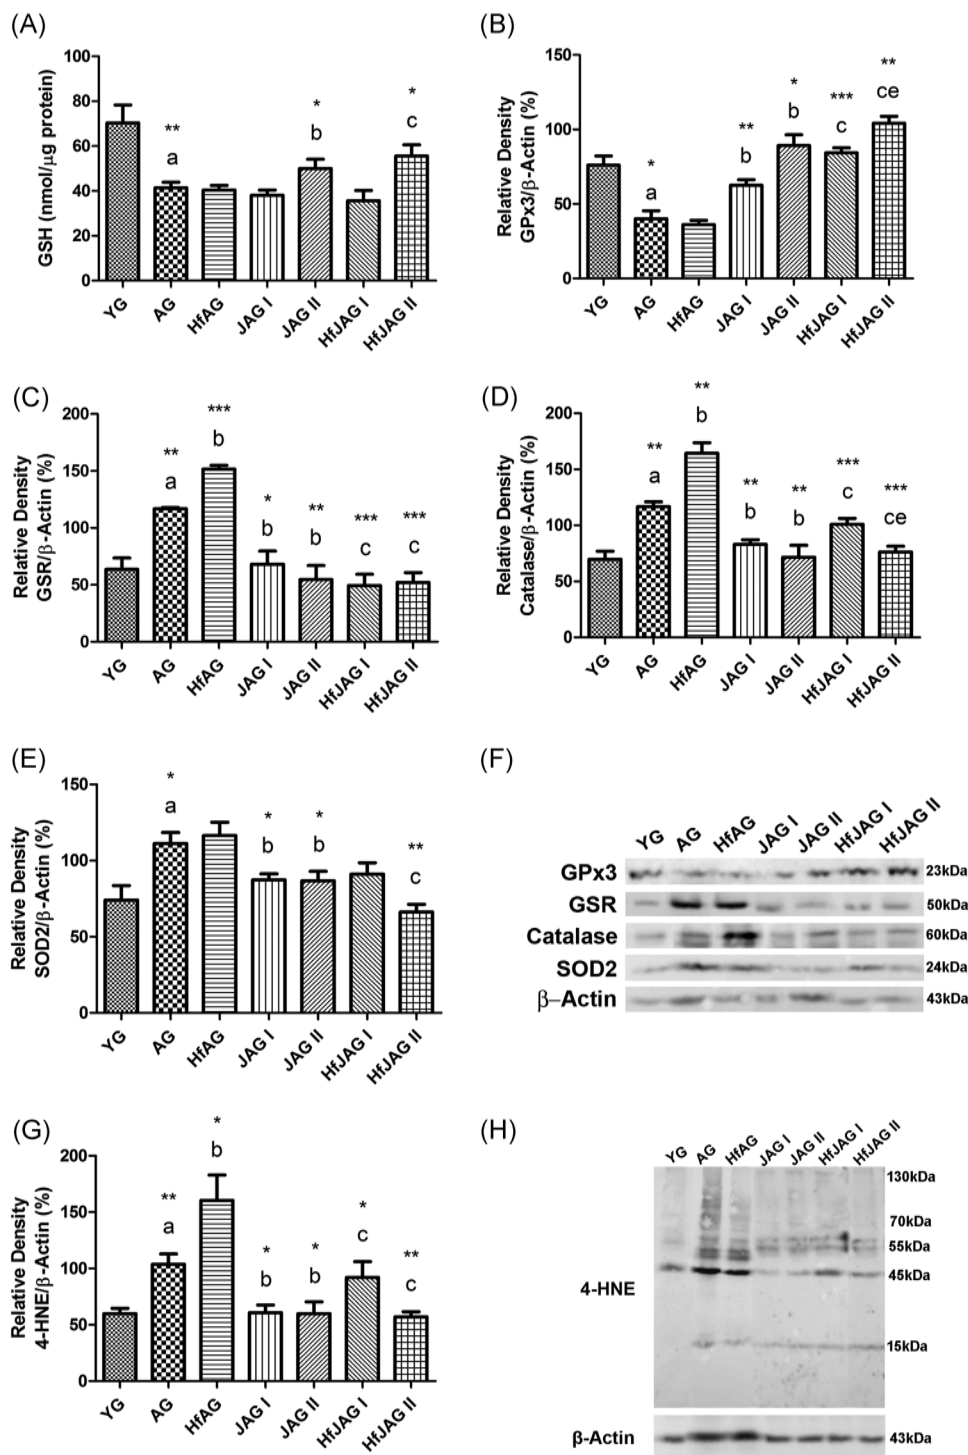 (A)
GSH (nmol/μg protein)
100
80
60
40
20
0
** a
* b
* c
YG AG HfAG JAG I JAG II HfJAG I HfJAG II
(B)
Relative Density
GPx3/β-Actin (%)
150
100
50
0
* a
** b
* b
*** c
** ce
YG AG HfAG JAG I JAG II HfJAG I HfJAG II
(C)
Relative Density
GSR/β-Actin (%)
200
150
100
50
0
** a
*** b
* b
** b
*** c
*** c
YG AG HfAG JAG I JAG II HfJAG I HfJAG II
(D)
Relative Density
Catalase/β-Actin (%)
200
150
100
50
0
** a
** b
** b
** b
*** c
*** ce
YG AG HfAG JAG I JAG II HfJAG I HfJAG II
(E)
Relative Density
SOD2/β-Actin (%)
150
100
50
0
* a
* b
* b
** c
YG AG HfAG JAG I JAG II HfJAG I HfJAG II
(F)
YG AG HfAG JAG I JAG II HfJAG I HfJAG II
GPx3 23kDa
GSR 50kDa
Catalase 60kDa
SOD2 24kDa
β–Actin 43kDa
(G)
Relative Density
4-HNE/β-Actin (%)
200
150
100
50
0
** a
* b
* b
* b
* c
** c
YG AG HfAG JAG I JAG II HfJAG I HfJAG II
(H)
YG AG HfAG JAG I JAG II HfJAG I HfJAG II
130kDa
70kDa
55kDa
45kDa
4-HNE
15kDa
β-Actin 43kDa